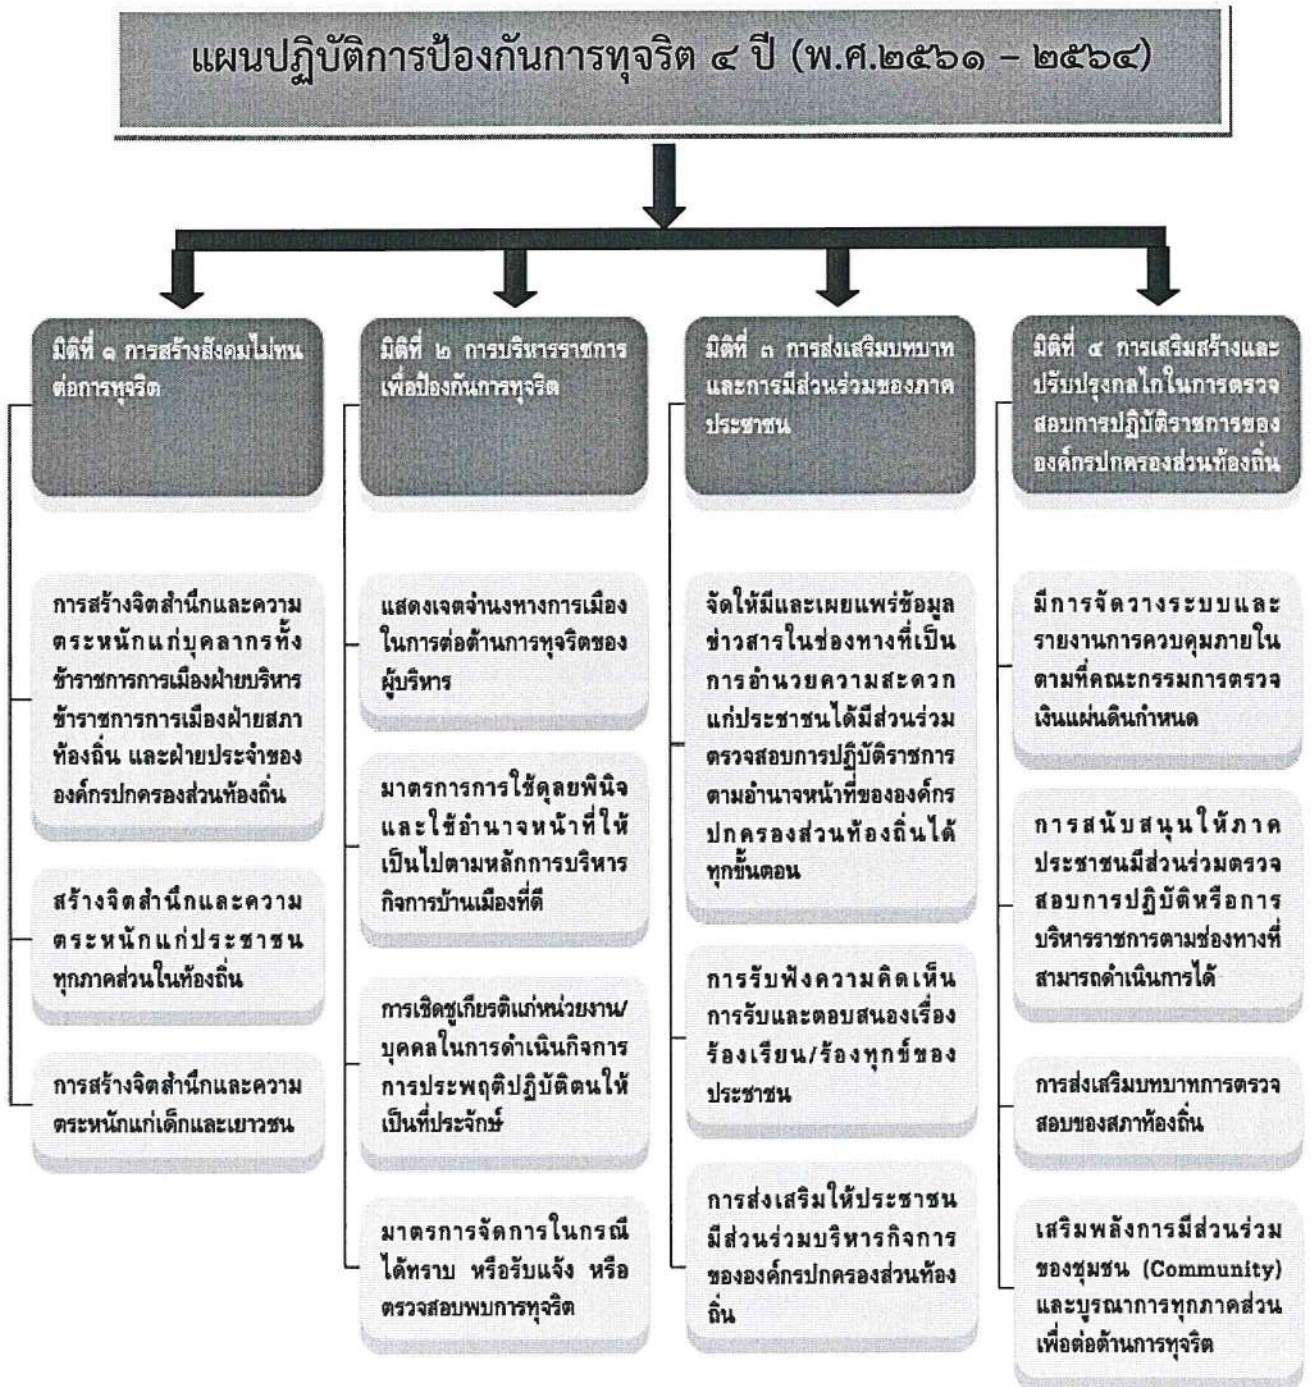 แผนปฏิบัติการป้องกันการทุจริต ๔ ปี (พ.ศ.๒๕๖๑ – ๒๕๖๔)
มิติที่ ๑ การสร้างสังคมไม่ทน
ต่อการทุจริต
การสร้างจิตสำนึกและความ
ตระหนักแก่บุคลากรทั้ง
ข้าราชการการเมืองฝ่ายบริหาร
ข้าราชการการเมืองฝ่ายสภา
ท้องถิ่น และฝ่ายประจำของ
องค์กรปกครองส่วนท้องถิ่น
สร้างจิตสำนึกและความ
ตระหนักแก่ประชาชน
ทุกภาคส่วนในท้องถิ่น
การสร้างจิตสำนึกและความ
ตระหนักแก่เด็กและเยาวชน
มิติที่ ๒ การบริหารราชการ
เพื่อป้องกันการทุจริต
แสดงเจตจำนงทางการเมือง
ในการต่อต้านการทุจริตของ
ผู้บริหาร
มาตรการการใช้ดุลยพินิจ
และใช้อำนาจหน้าที่ให้
เป็นไปตามหลักการบริหาร
กิจการบ้านเมืองที่ดี
การเชิดชูเกียรติแก่หน่วยงาน/
บุคคลในการดำเนินกิจการ
การประพฤติปฏิบัติตนให้
เป็นที่ประจักษ์
มาตรการจัดการในกรณี
ได้ทราบ หรือรับแจ้ง หรือ
ตรวจสอบพบการทุจริต
มิติที่ ๓ การส่งเสริมบทบาท
และการมีส่วนร่วมของภาค
ประชาชน
จัดให้มีและเผยแพร่ข้อมูล
ข่าวสารในช่องทางที่เป็น
การอำนวยความสะดวก
แก่ประชาชนได้มีส่วนร่วม
ตรวจสอบการปฏิบัติราชการ
ตามอำนาจหน้าที่ขององค์กร
ปกครองส่วนท้องถิ่นได้
ทุกขั้นตอน
การรับฟังความคิดเห็น
การรับและตอบสนองเรื่อง
ร้องเรียน/ร้องทุกข์ของ
ประชาชน
การส่งเสริมให้ประชาชน
มีส่วนร่วมบริหารกิจการ
ขององค์กรปกครองส่วนท้อง
ถิ่น
มิติที่ ๔ การเสริมสร้างและ
ปรับปรุงกลไกในการตรวจ
สอบการปฏิบัติราชการของ
องค์กรปกครองส่วนท้องถิ่น
มีการจัดวางระบบและ
รายงานการควบคุมภายใน
ตามที่คณะกรรมการตรวจ
เงินแผ่นดินกำหนด
การสนับสนุนให้ภาค
ประชาชนมีส่วนร่วมตรวจ
สอบการปฏิบัติหรือการ
บริหารราชการตามช่องทางที่
สามารถดำเนินการได้
การส่งเสริมบทบาทการตรวจ
สอบของสภาท้องถิ่น
เสริมพลังการมีส่วนร่วม
ของชุมชน (Community)
และบูรณาการทุกภาคส่วน
เพื่อต่อต้านการทุจริต